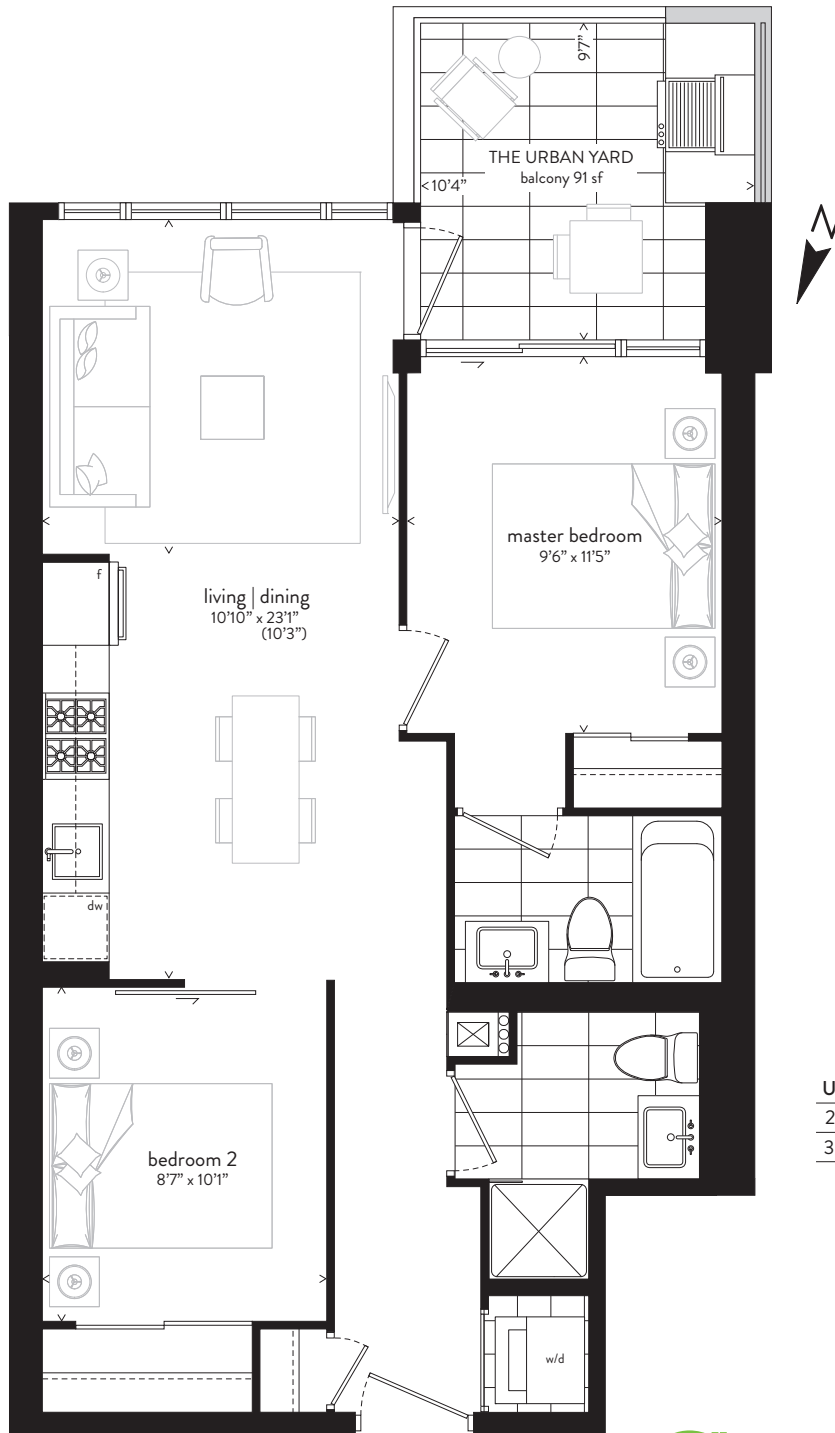 9'7"
THE URBAN YARD
balcony 91 sf
10'4"
N
master bedroom
9'6" x 11'5"
f
living | dining
10'10" x 23'1"
(10'3")
dw
U
2
3
bedroom 2
8'7" x 10'1"
w/d